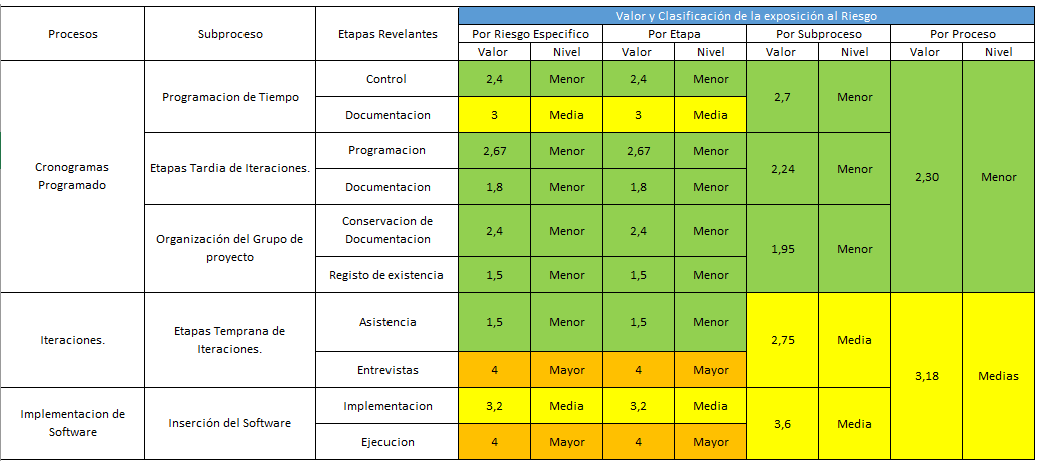 Valor y Clasificación de la exposición al Riesgo
Procesos Subproceso Etapas Revelantes Por Riesgo Especifico Por Etapa Por Subproceso Por Proceso
Valor Nivel Valor Nivel Valor Nivel Valor Nivel
Cronogramas
Programado
Programacion de Tiempo
Control 2,4 Menor 2,4 Menor
2,7 Menor
2,30 Menor
Documentacion 3 Media 3 Media
Etapas Tardia de Iteraciones.
Programacion 2,67 Menor 2,67 Menor
2,24 Menor
Documentacion 1,8 Menor 1,8 Menor
Organización del Grupo de
proyecto
Conservacion de
Documentacion
2,4 Menor 2,4 Menor
1,95 Menor
Registo de existencia 1,5 Menor 1,5 Menor
Iteraciones.
Etapas Temprana de
Iteraciones.
Asistencia 1,5 Menor 1,5 Menor
2,75 Media
3,18 Medias
Entrevistas 4 Mayor 4 Mayor
Implementacion de
Software
Inserción del Software
Implementacion 3,2 Media 3,2 Media
3,6 Media
Ejecucion 4 Mayor 4 Mayor